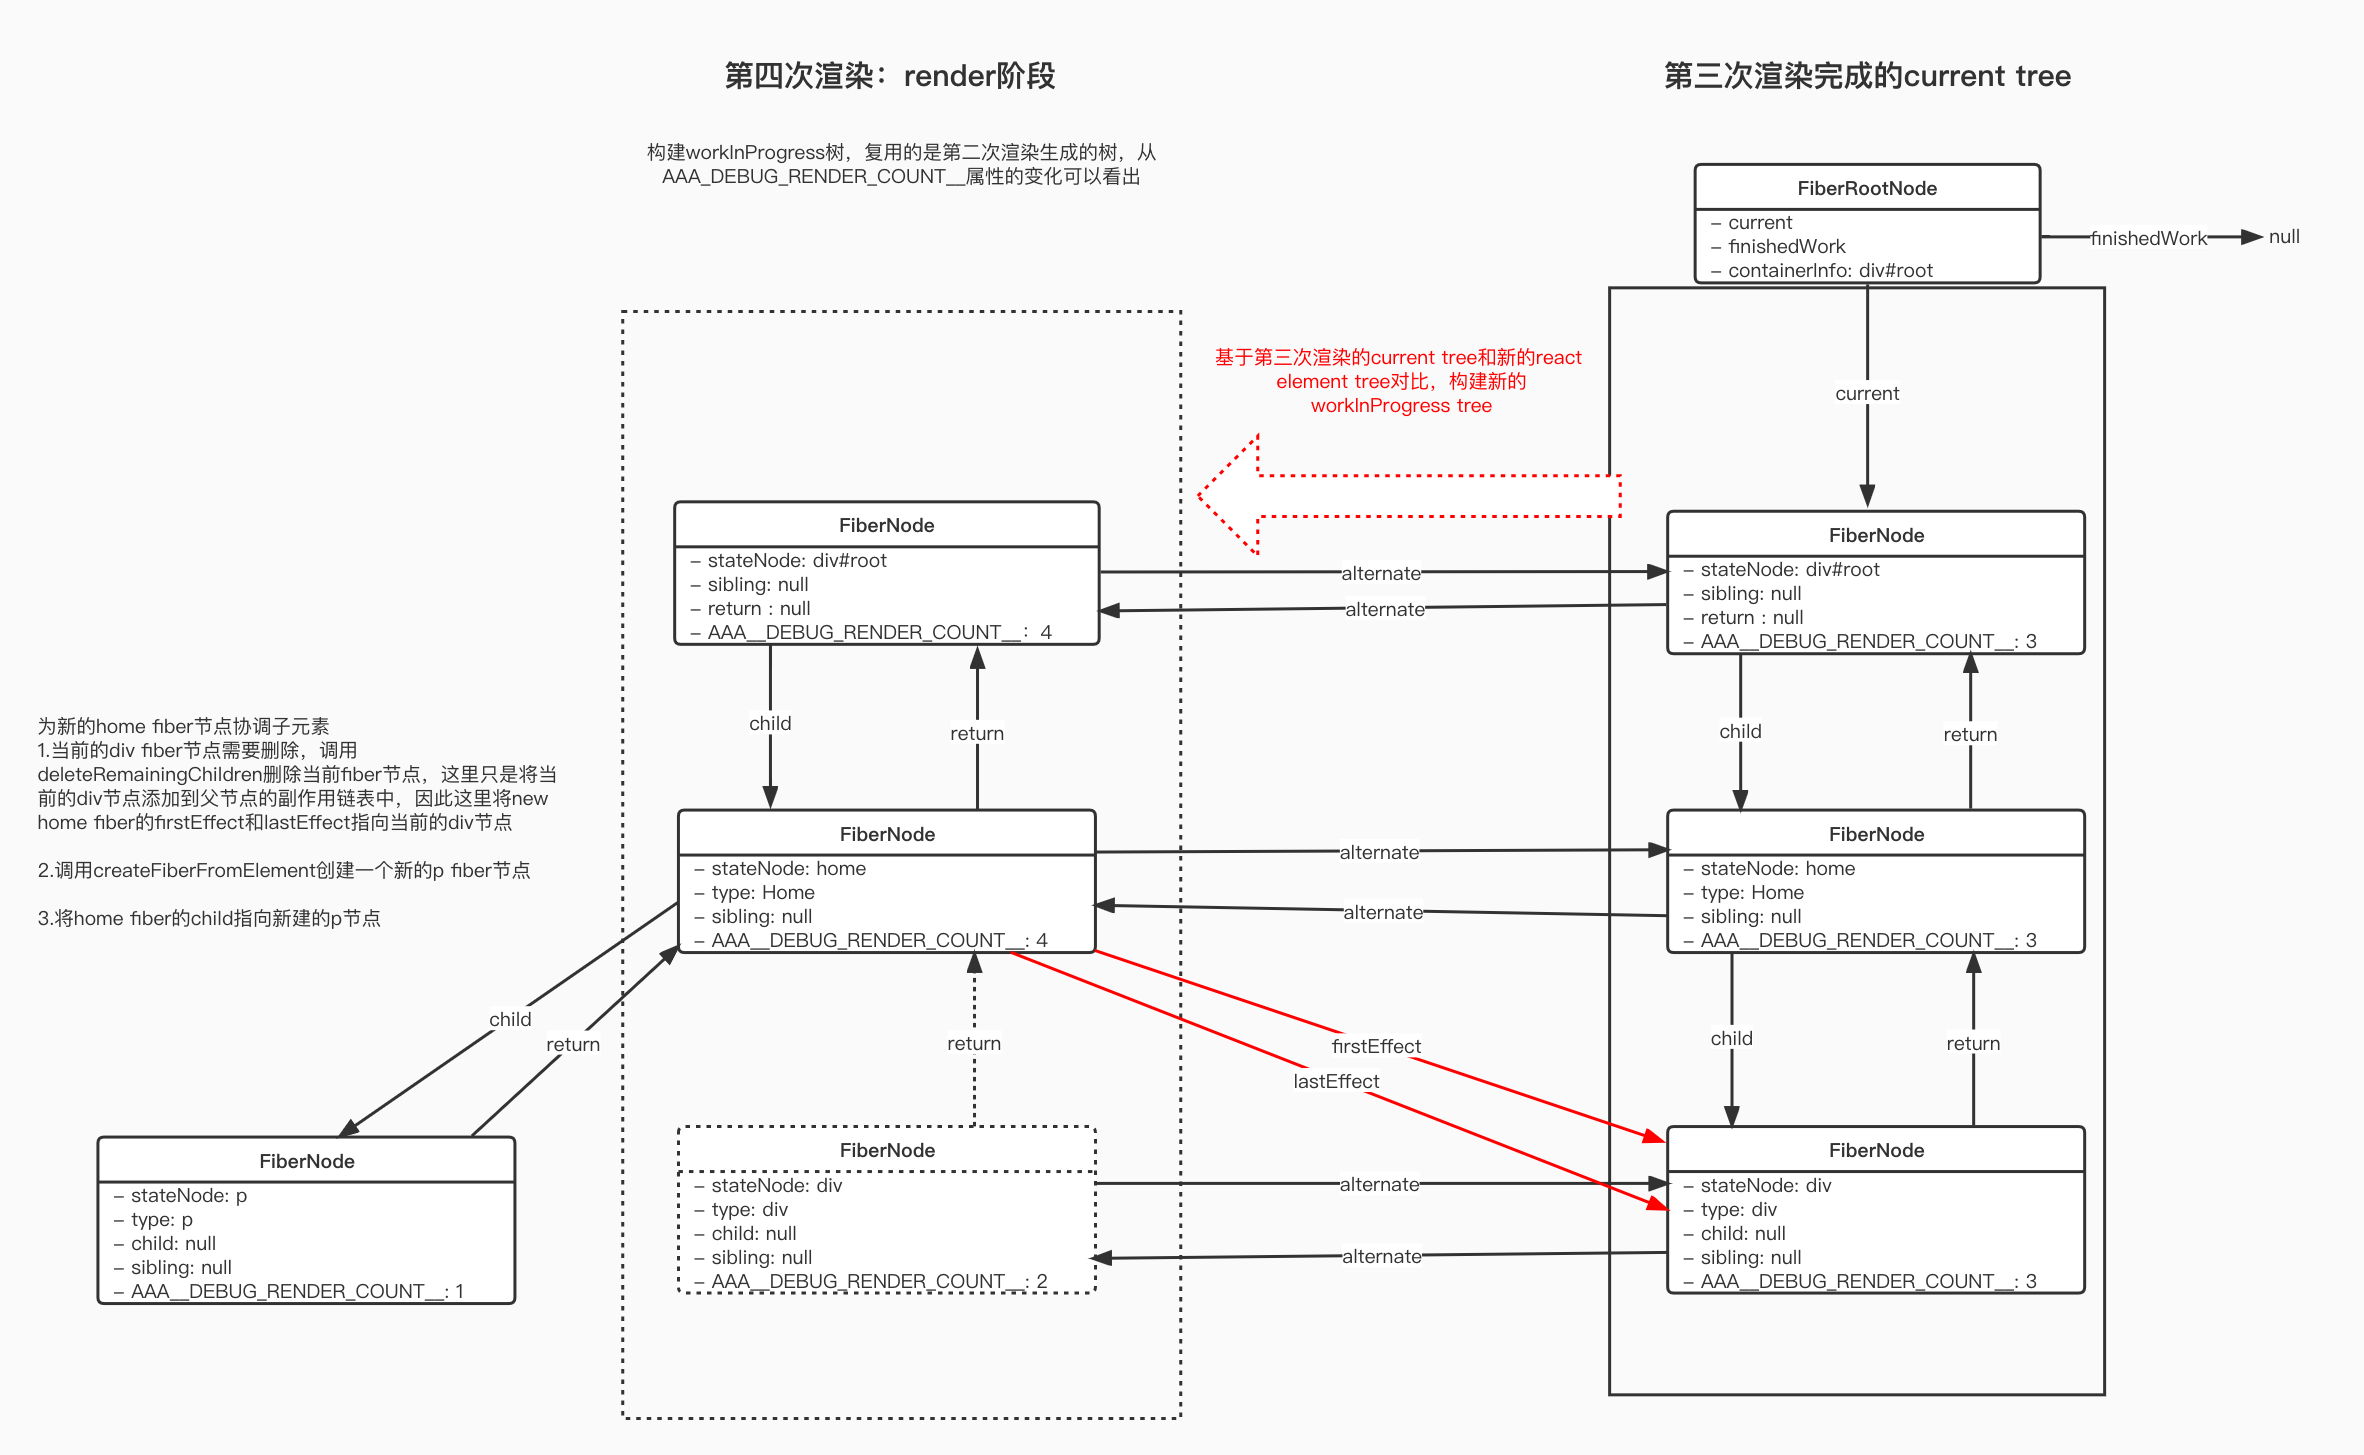 第四次渲染：render阶段
第三次渲染完成的current tree
构建workInProgress树，复用的是第二次渲染生成的树，从
AAA_DEBUG_RENDER_COUNT__属性的变化可以看出
FiberRootNode
– current
– finishedWork
– containerInfo: div#root
finishedWork
null
基于第三次渲染的current tree和新的react
element tree对比，构建新的
workInProgress tree
current
FiberNode
– stateNode: div#root
– sibling: null
– return : null
– AAA__DEBUG_RENDER_COUNT__： 4
alternate
alternate
FiberNode
– stateNode: div#root
– sibling: null
– return : null
– AAA__DEBUG_RENDER_COUNT__: 3
child
return
child
return
为新的home fiber节点协调子元素
1.当前的div fiber节点需要删除，调用
deleteRemainingChildren删除当前fiber节点，这里只是将当
前的div节点添加到父节点的副作用链表中，因此这里将new
home fiber的firstEffect和lastEffect指向当前的div节点
2.调用createFiberFromElement创建一个新的p fiber节点
3.将home fiber的child指向新建的p节点
FiberNode
– stateNode: home
– type: Home
– sibling: null
– AAA__DEBUG_RENDER_COUNT__: 4
alternate
alternate
FiberNode
– stateNode: home
– type: Home
– sibling: null
– AAA__DEBUG_RENDER_COUNT__: 3
child
return
return
firstEffect
lastEffect
child
return
FiberNode
– stateNode: p
– type: p
– child: null
– sibling: null
– AAA__DEBUG_RENDER_COUNT__: 1
FiberNode
– stateNode: div
– type: div
– child: null
– sibling: null
– AAA__DEBUG_RENDER_COUNT__: 2
alternate
alternate
FiberNode
– stateNode: div
– type: div
– child: null
– sibling: null
– AAA__DEBUG_RENDER_COUNT__: 3